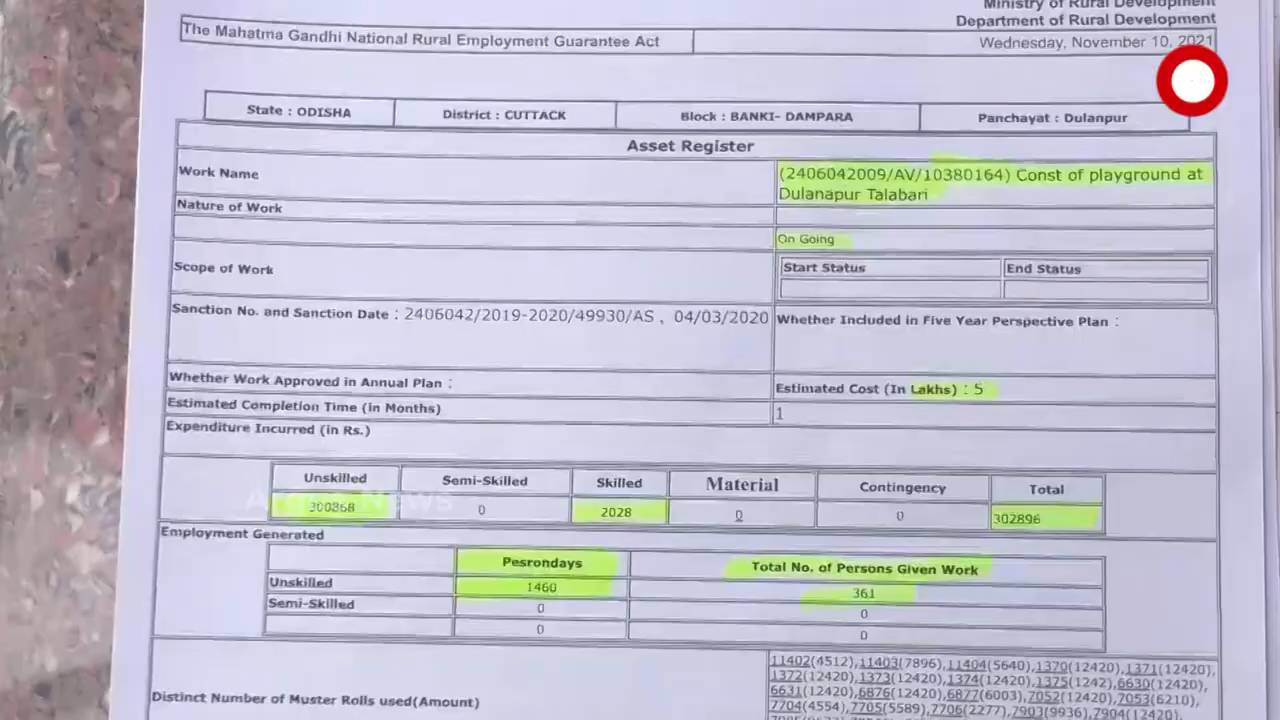 Ministry of Rural Development
Department of Rural Development
The Mahatma Gandhi National Rural Employment Guarantee Act
Wednesday, November 10, 2021
State : ODISHA District : CUTTACK Block : BANKI- DAMPARA Panchayat : Dulanpur
Asset Register
Work Name
(2406042009/AV/10380164) Const of playground at
Dulanapur Talabari
Nature of Work
On Going
Scope of Work
Start Status End Status
Sanction No. and Sanction Date : 2406042/2019-2020/49930/AS , 04/03/2020
Whether Included in Five Year Perspective Plan :
Whether Work Approved in Annual Plan :
Estimated Cost (In Lakhs) : 5
Estimated Completion Time (in Months) 1
Expenditure Incurred (in Rs.)
Unskilled Semi-Skilled Skilled Material Contingency Total
300868 0 2028 0 0 302896
Employment Generated
Pesrondays Total No. of Persons Given Work
Unskilled 1460 361
Semi-Skilled 0 0
0 0
11402(4512),11403(7896),11404(5640),1370(12420),1371(12420),
1372(12420),1373(12420),1374(12420),1375(1242),6630(12420),
6631(12420),6876(12420),6877(6003),7052(12420),7053(6210),
Distinct Number of Muster Rolls used(Amount)
7704(4554),7705(5589),7706(2277),7903(9936),7904(12420),
News